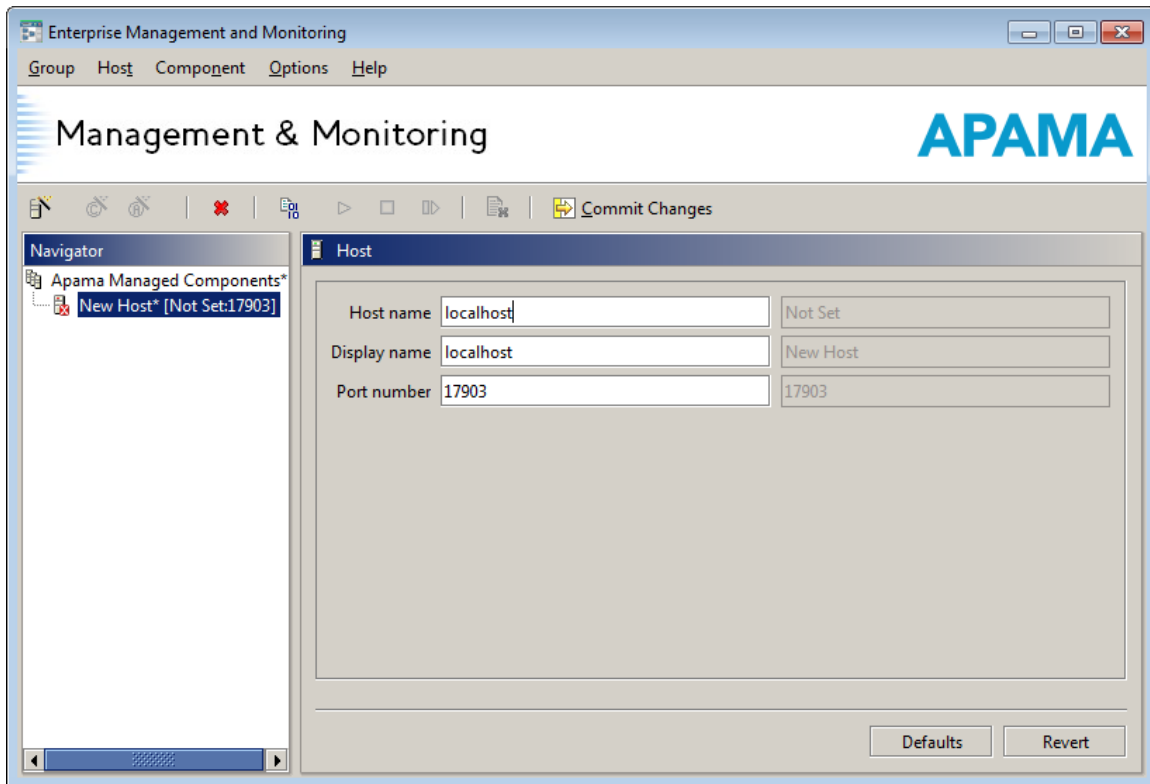 Enterprise Management and Monitoring
Group Host Component Options Help
Management & Monitoring
APAMA
Commit Changes
Navigator
Apama Managed Components*
New Host* [Not Set:17903]
Host
Host name localhost Not Set
Display name localhost New Host
Port number 17903 17903
Defaults Revert